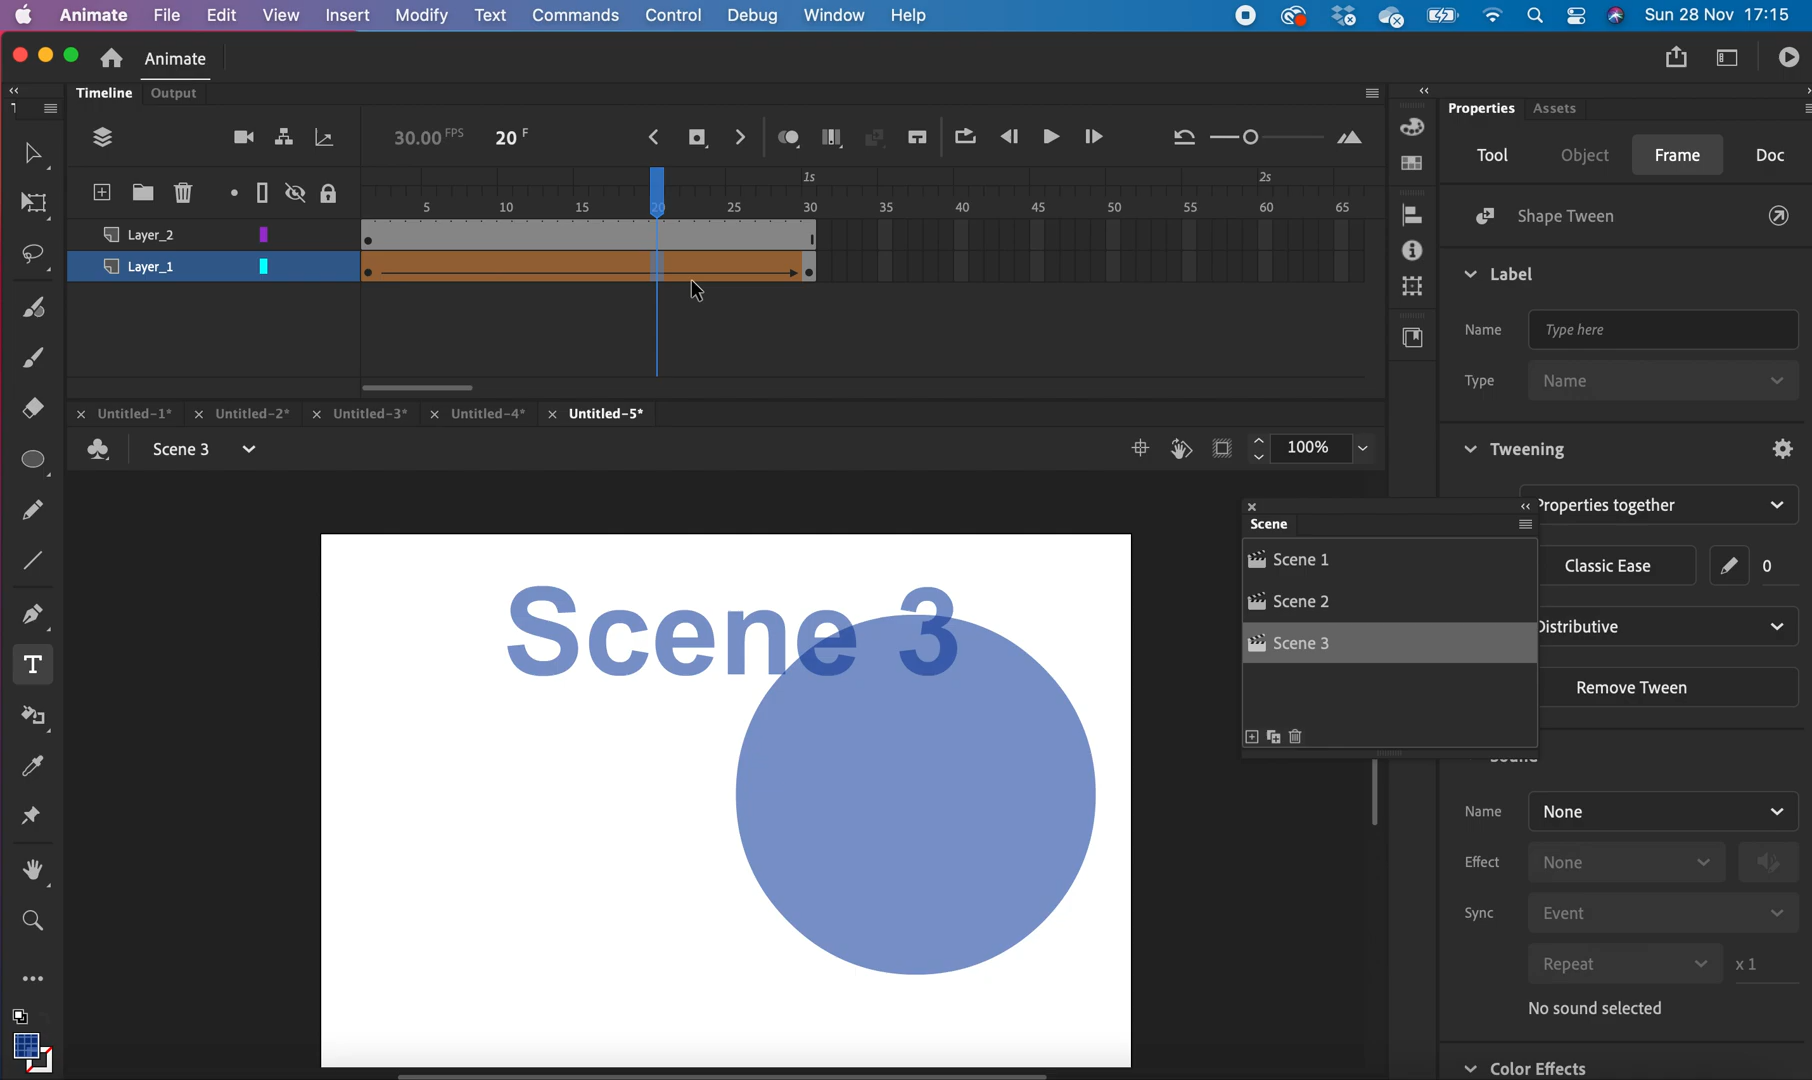 Animate File Edit View Insert Modify Text Commands Control Debug Window Help Sun 28 Nov 17:15
Animate
Timeline Output
Properties Assets
30.00 FPS 20 F
Tool Object Frame Doc
1s 2s
5 10 15 20 25 30 35 40 45 50 55 60 65
Shape Tween
Layer_2
Layer_1
Label
Name Type here
Type Name
Untitled-1* Untitled-2* Untitled-3* Untitled-4* Untitled-5*
Scene 3 100%
Tweening
Properties together
Scene
Scene 1
Classic Ease 0
Scene 2
Distributive
Scene 3
Scene 3
Remove Tween
Sound
Name None
Effect None
Sync Event
Repeat x 1
No sound selected
Color Effects